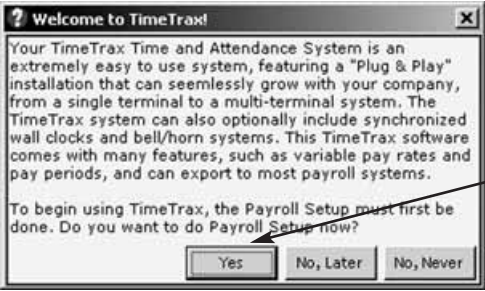 Welcome to TimeTrax!
Your TimeTrax Time and Attendance System is an
extremely easy to use system, featuring a "Plug & Play"
installation that can seemlessly grow with your company,
from a single terminal to a multi-terminal system. The
TimeTrax system can also optionally include synchronized
wall clocks and bell/horn systems. This TimeTrax software
comes with many features, such as variable pay rates and
pay periods, and can export to most payroll systems.
To begin using TimeTrax, the Payroll Setup must first be
done. Do you want to do Payroll Setup now?
Yes No, Later No, Never